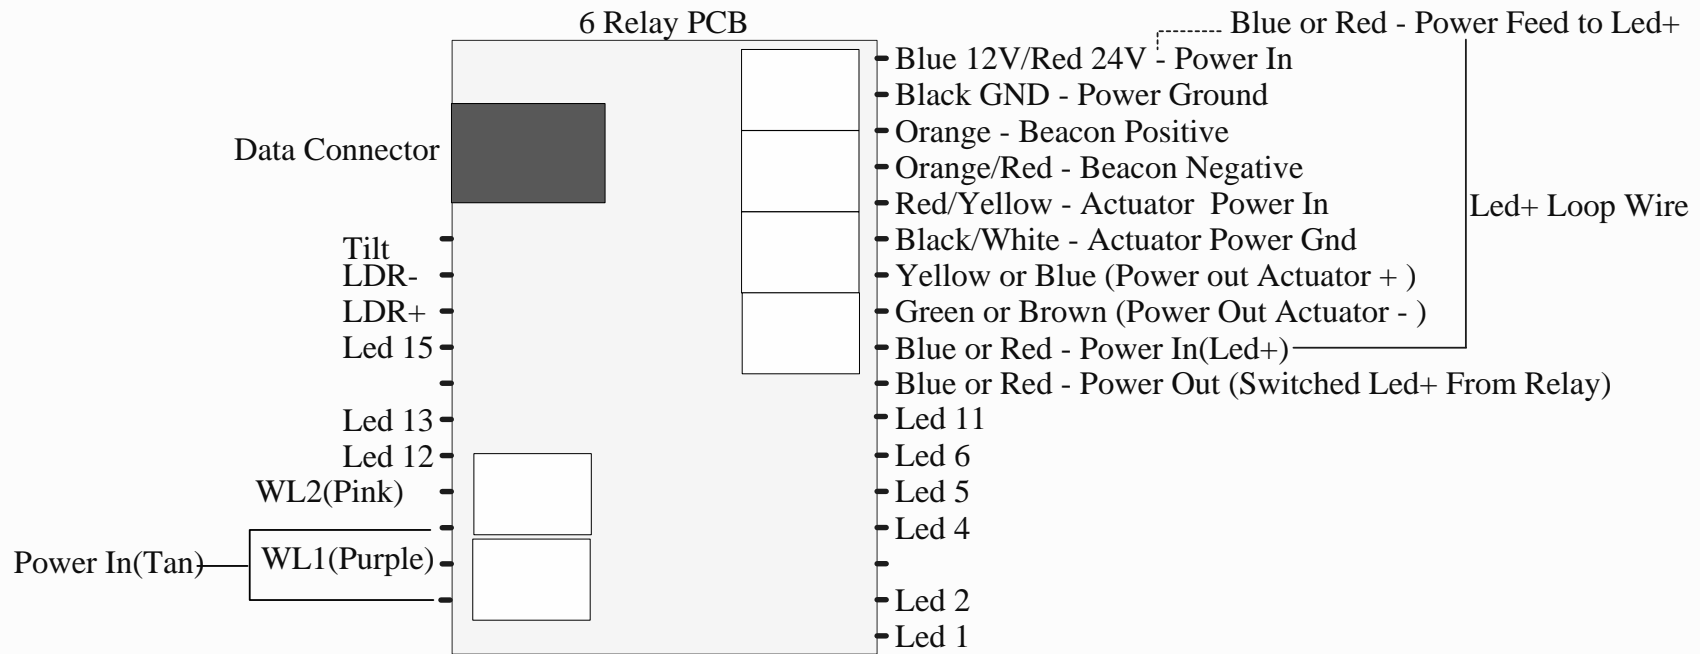 6 Relay PCB
Blue or Red - Power Feed to Led+
Blue 12V/Red 24V - Power In
Black GND - Power Ground
Orange - Beacon Positive
Data Connector
Orange/Red - Beacon Negative
Red/Yellow - Actuator  Power In
Led+ Loop Wire
Tilt
Black/White - Actuator Power Gnd
LDR-
Yellow or Blue (Power out Actuator + )
LDR+
Green or Brown (Power Out Actuator - )
Led 15
Blue or Red - Power In(Led+)
Blue or Red - Power Out (Switched Led+ From Relay)
Led 13
Led 11
Led 12
Led 6
WL2(Pink)
Led 5
Led 4
Power In(Tan)
WL1(Purple)
Led 2
Led 1